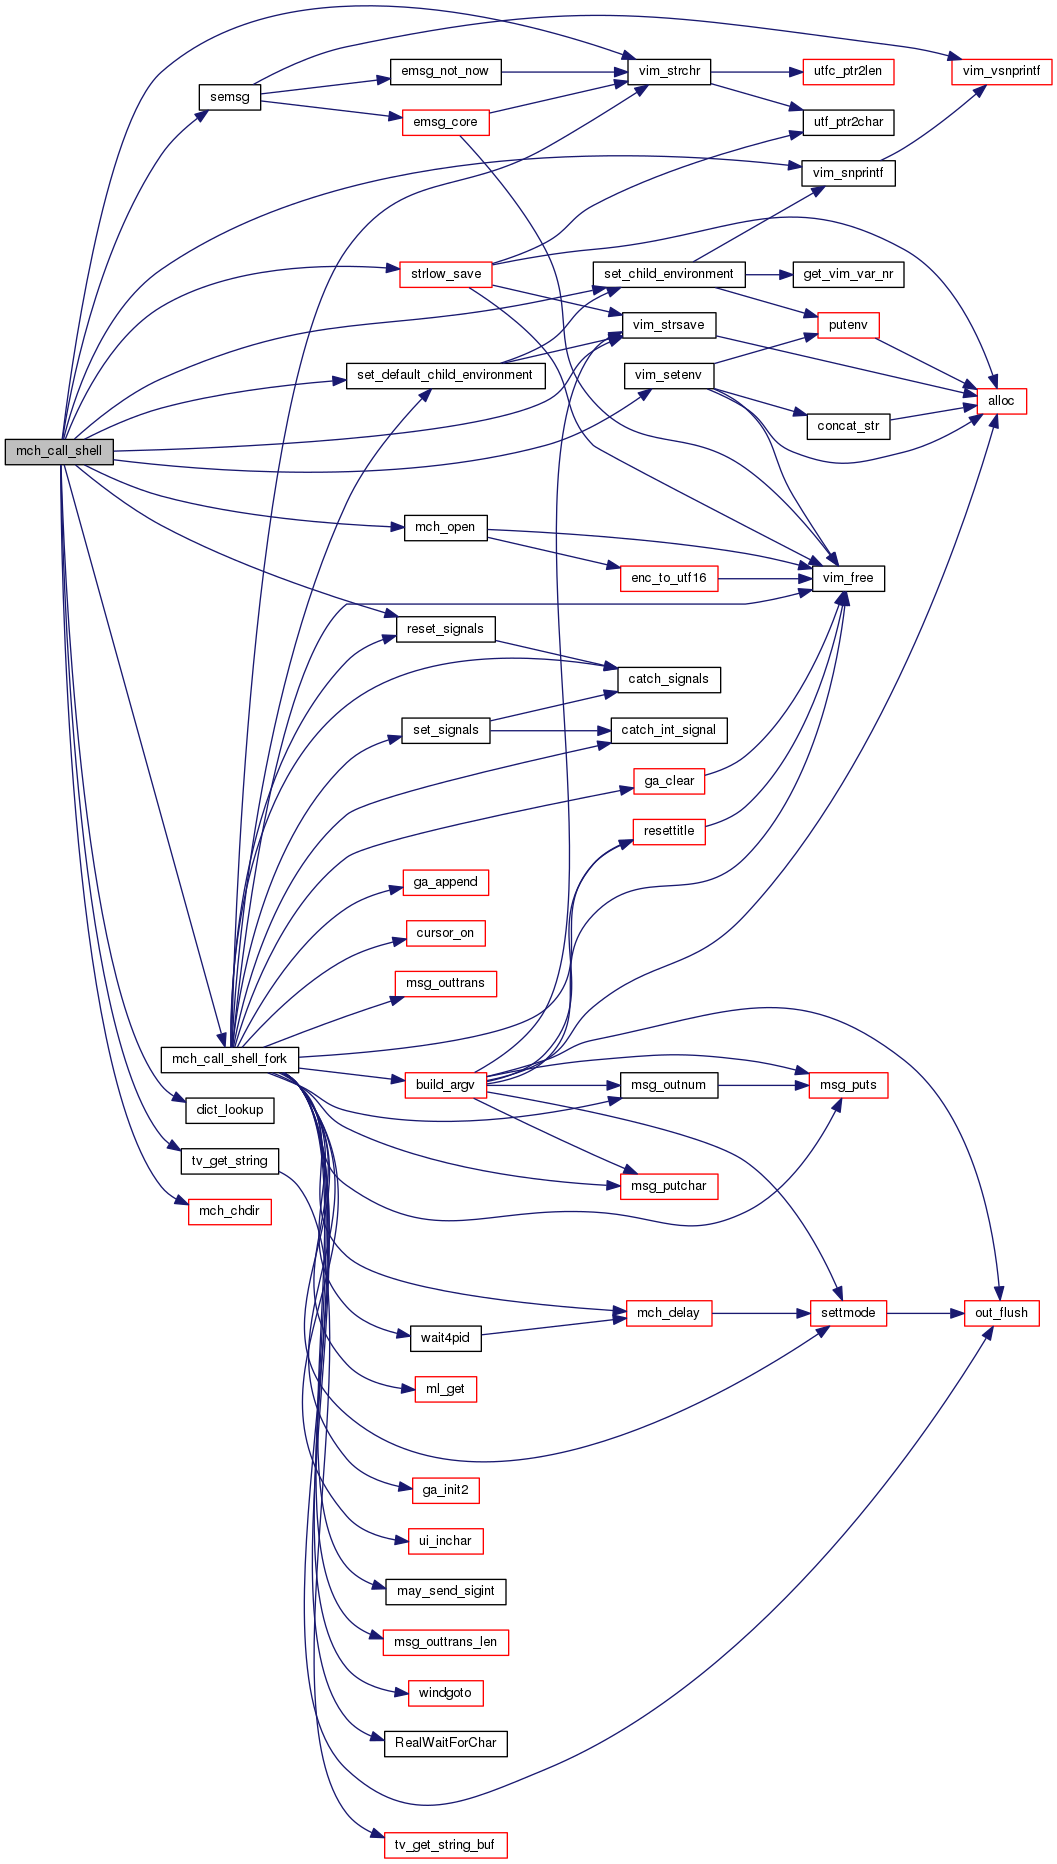 emsg_not_now
vim_strchr
utfc_ptr2len
vim_vsnprintf
semsg
emsg_core
utf_ptr2char
vim_snprintf
strlow_save
set_child_environment
get_vim_var_nr
vim_strsave
putenv
set_default_child_environment
vim_setenv
alloc
concat_str
mch_call_shell
mch_open
enc_to_utf16
vim_free
reset_signals
catch_signals
set_signals
catch_int_signal
ga_clear
resettitle
ga_append
cursor_on
msg_outtrans
mch_call_shell_fork
build_argv
msg_outnum
msg_puts
dict_lookup
tv_get_string
msg_putchar
mch_chdir
mch_delay
settmode
out_flush
wait4pid
ml_get
ga_init2
ui_inchar
may_send_sigint
msg_outtrans_len
windgoto
RealWaitForChar
tv_get_string_buf